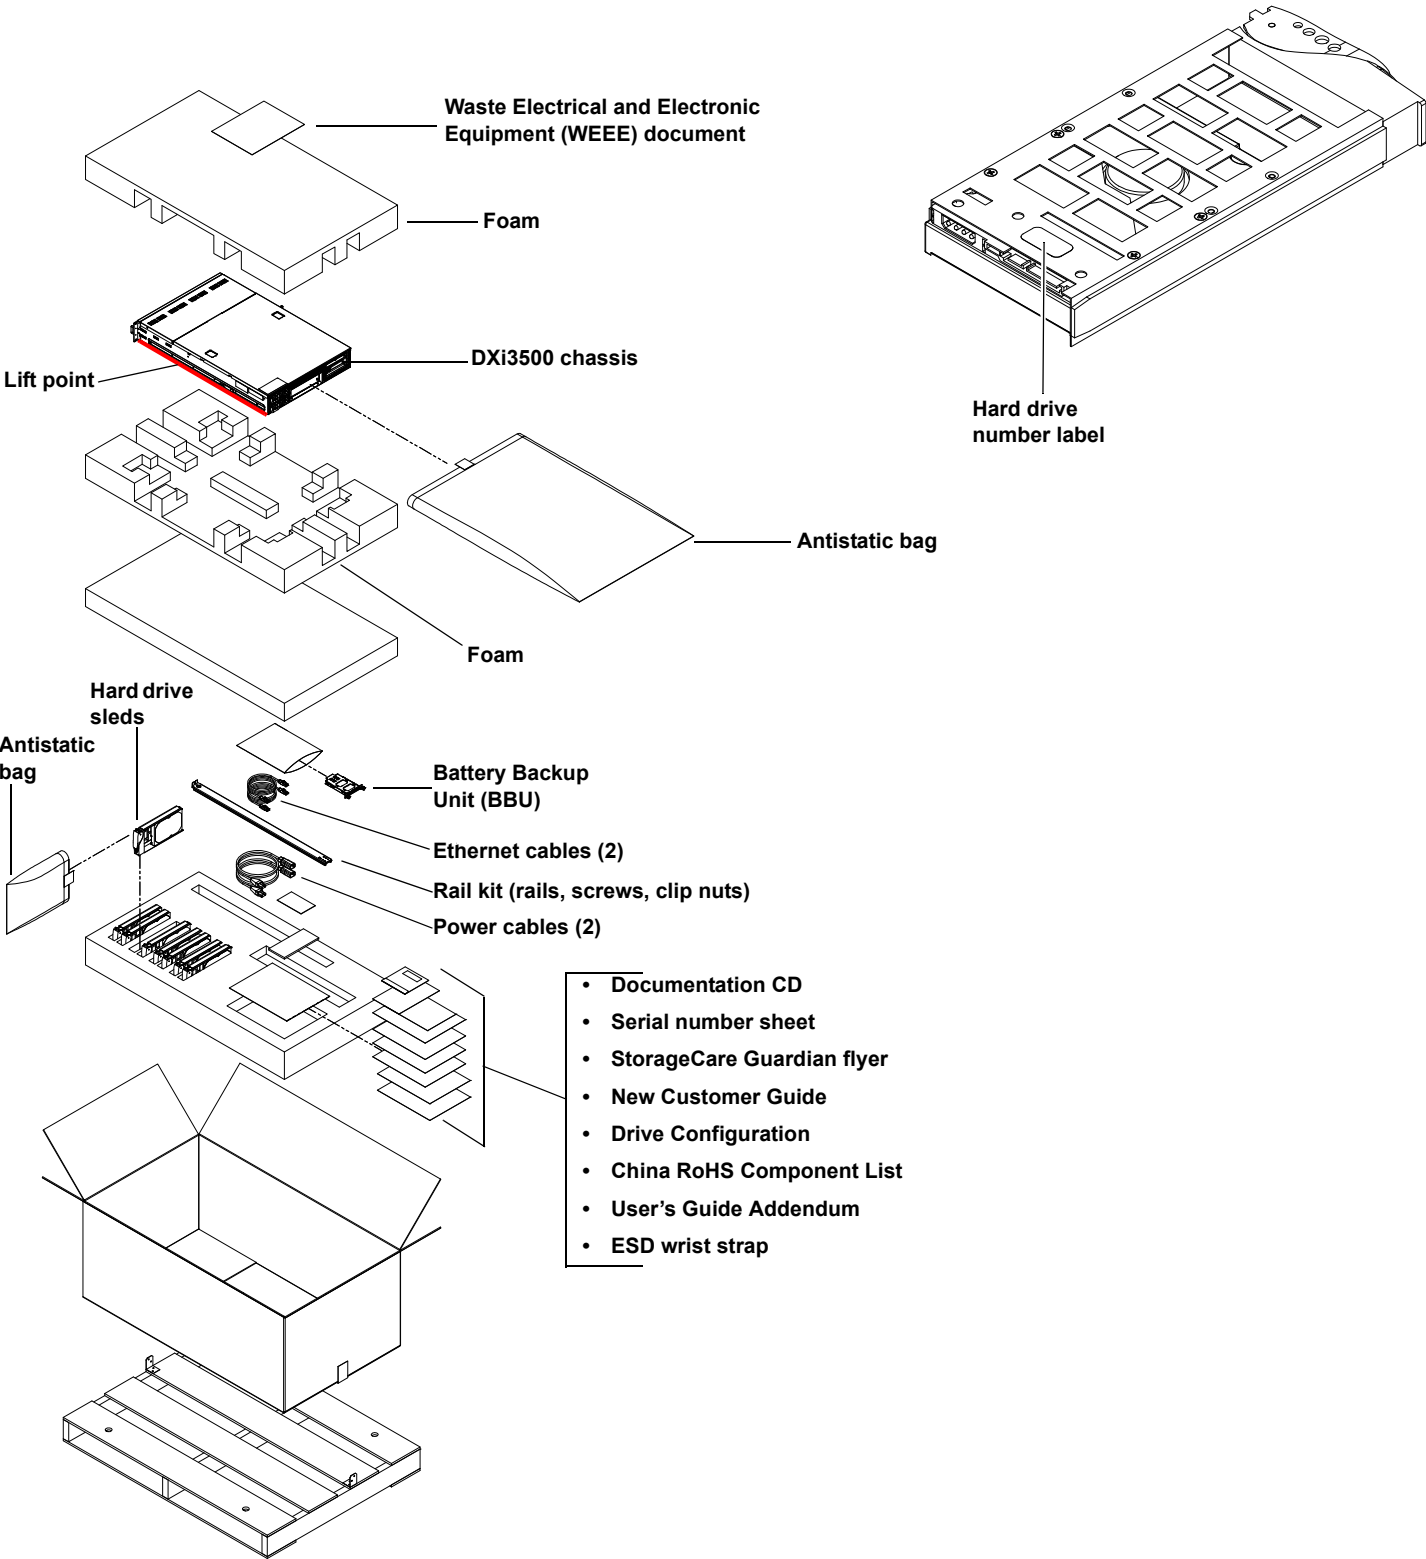 Waste Electrical and Electronic
Equipment (WEEE) document
Foam
DXi3500 chassis
Lift point
Hard drive
number label
Antistatic bag
Foam
Hard drive
sleds
Antistatic
bag
Battery Backup
Unit (BBU)
Ethernet cables (2)
Rail kit (rails, screws, clip nuts)
Power cables (2)
• Documentation CD
• Serial number sheet
• StorageCare Guardian flyer
• New Customer Guide
• Drive Configuration
• China RoHS Component List
• User’s Guide Addendum
• ESD wrist strap